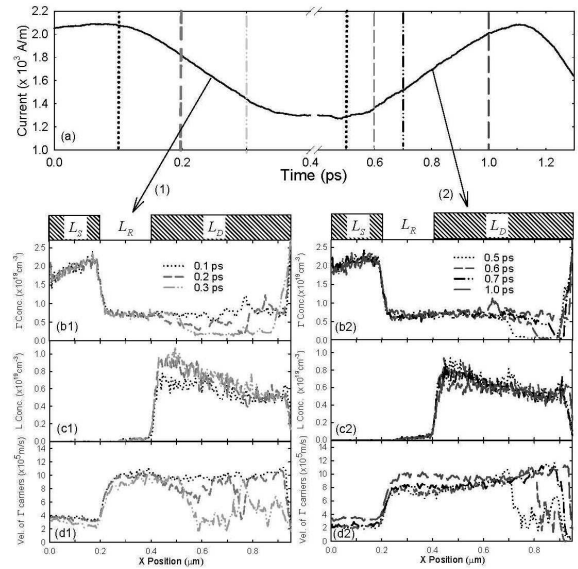 Current (x 10³ A/m)
2.2
2.0
1.8
1.6
1.4
1.2
1.0
(a)
0.0 0.2 0.4 0.6 0.8 1.0 1.2
Time (ps)
(1)
(2)
L_S L_R L_D
L_S L_R L_D
Γ Conc. (x10¹⁹cm⁻³)
2.5
2.0
1.5
1.0
0.5
0.0
0.1 ps
0.2 ps
0.3 ps
(b1)
Γ Conc. (x10¹⁹cm⁻³)
2.5
2.0
1.5
1.0
0.5
0.0
0.5 ps
0.6 ps
0.7 ps
1.0 ps
(b2)
L Conc. (x10¹⁹cm⁻³)
1.0
0.8
0.6
0.4
0.2
0.0
(c1)
L Conc. (x10¹⁹cm⁻³)
1.0
0.8
0.6
0.4
0.2
0.0
(c2)
Vel. of Γ carriers (x10⁵m/s)
14
12
10
8
6
4
2
0
(d1)
Vel. of Γ carriers (x10⁵m/s)
14
12
10
8
6
4
2
0
(d2)
0.0 0.2 0.4 0.6 0.8
X Position (μm)
0.0 0.2 0.4 0.6 0.8
X Position (μm)